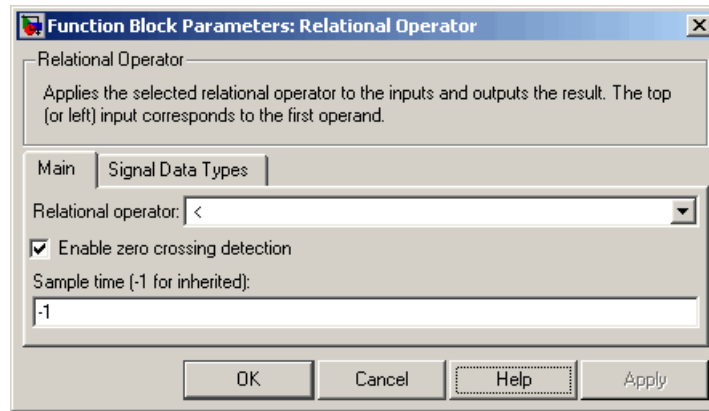 Function Block Parameters: Relational Operator
Relational Operator
Applies the selected relational operator to the inputs and outputs the result. The top
(or left) input corresponds to the first operand.
Main
Signal Data Types
Relational operator: <
Enable zero crossing detection
Sample time (-1 for inherited):
-1
OK
Cancel
Help
Apply